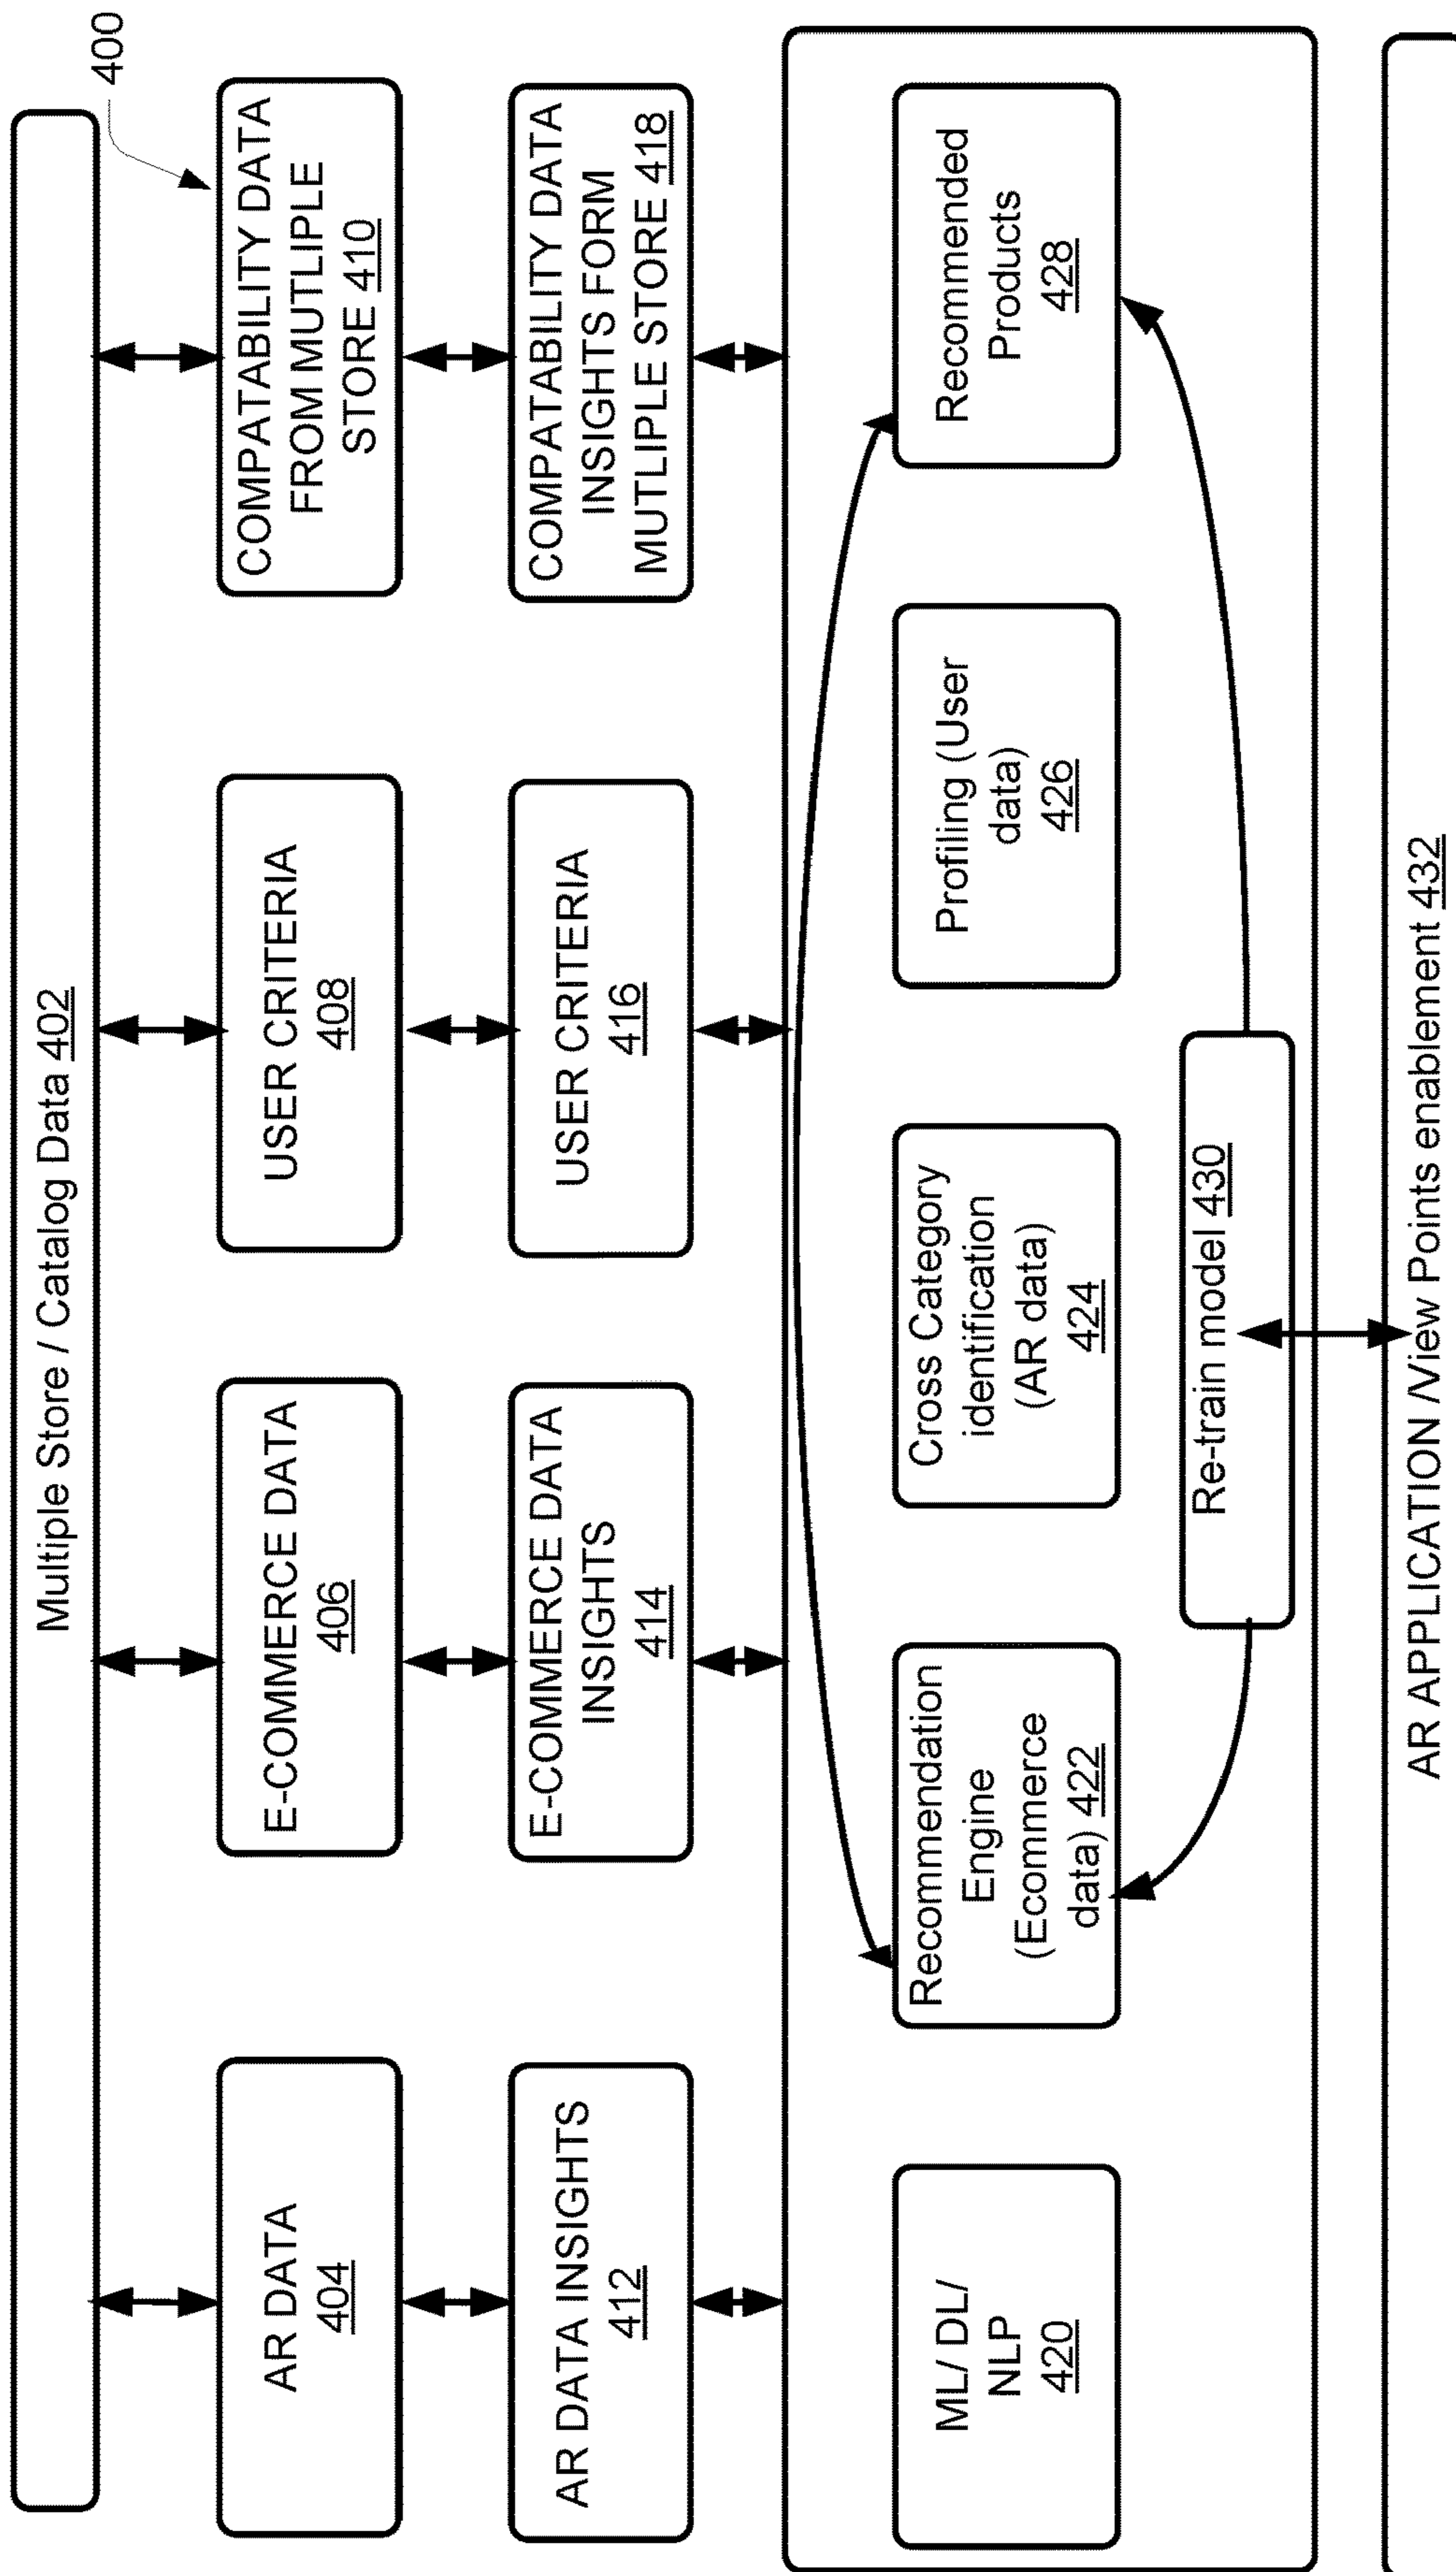 400
Multiple Store / Catalog Data 402
AR DATA
404
E-COMMERCE DATA
406
USER CRITERIA
408
COMPATABILITY DATA
FROM MUTLIPLE
STORE 410
AR DATA INSIGHTS
412
E-COMMERCE DATA
INSIGHTS
414
USER CRITERIA
416
COMPATABILITY DATA
INSIGHTS FORM
MUTLIPLE STORE 418
ML/ DL/
NLP
420
Recommendation
Engine
(Ecommerce
data) 422
Cross Category
identification
(AR data)
424
Profiling (User
data)
426
Recommended
Products
428
Re-train model 430
AR APPLICATION /View Points enablement 432